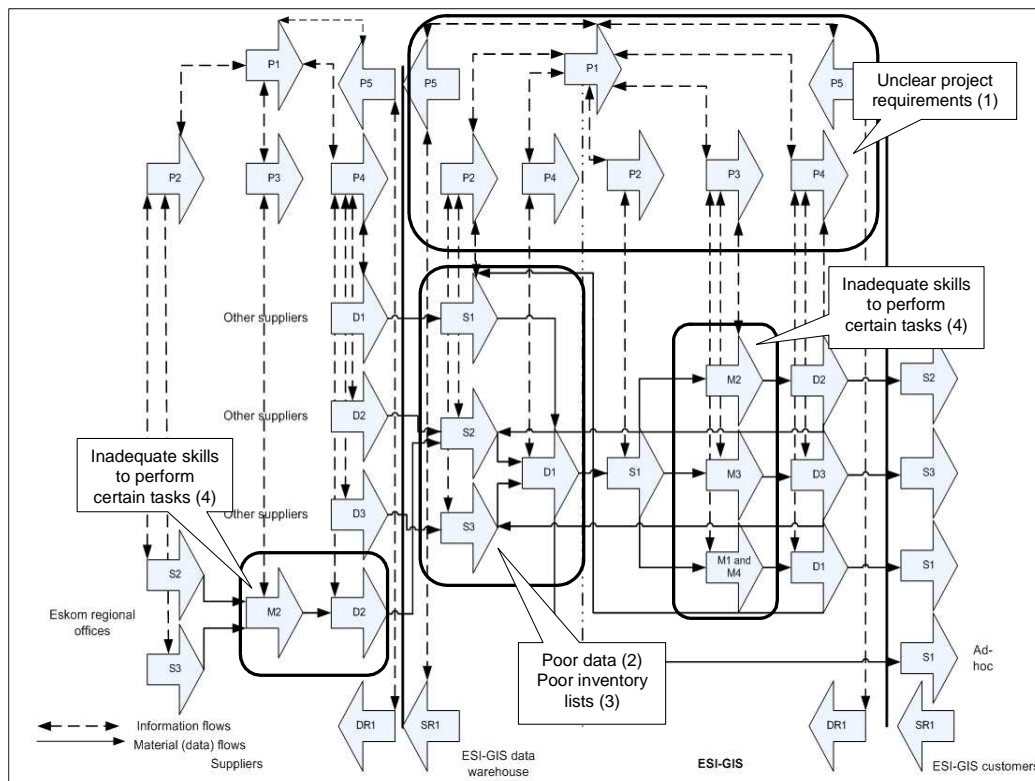 P1
P5
P5
P1
P5
Unclear project
requirements (1)
P2
P3
P4
P2
P4
P2
P3
P4
Other suppliers
D1
S1
Inadequate skills
to perform
certain tasks (4)
M2
D2
S2
Other suppliers
D2
S2
Inadequate skills
to perform
certain tasks (4)
D1
S1
M3
D3
S3
Other suppliers
D3
S3
S2
M1 and
M4
D1
S1
Eskom regional
offices
M2
D2
S3
Poor data (2)
Poor inventory
lists (3)
S1
Ad-
hoc
Information flows
Material (data) flows
DR1
SR1
DR1
SR1
Suppliers
ESI-GIS data
warehouse
ESI-GIS
ESI-GIS customers